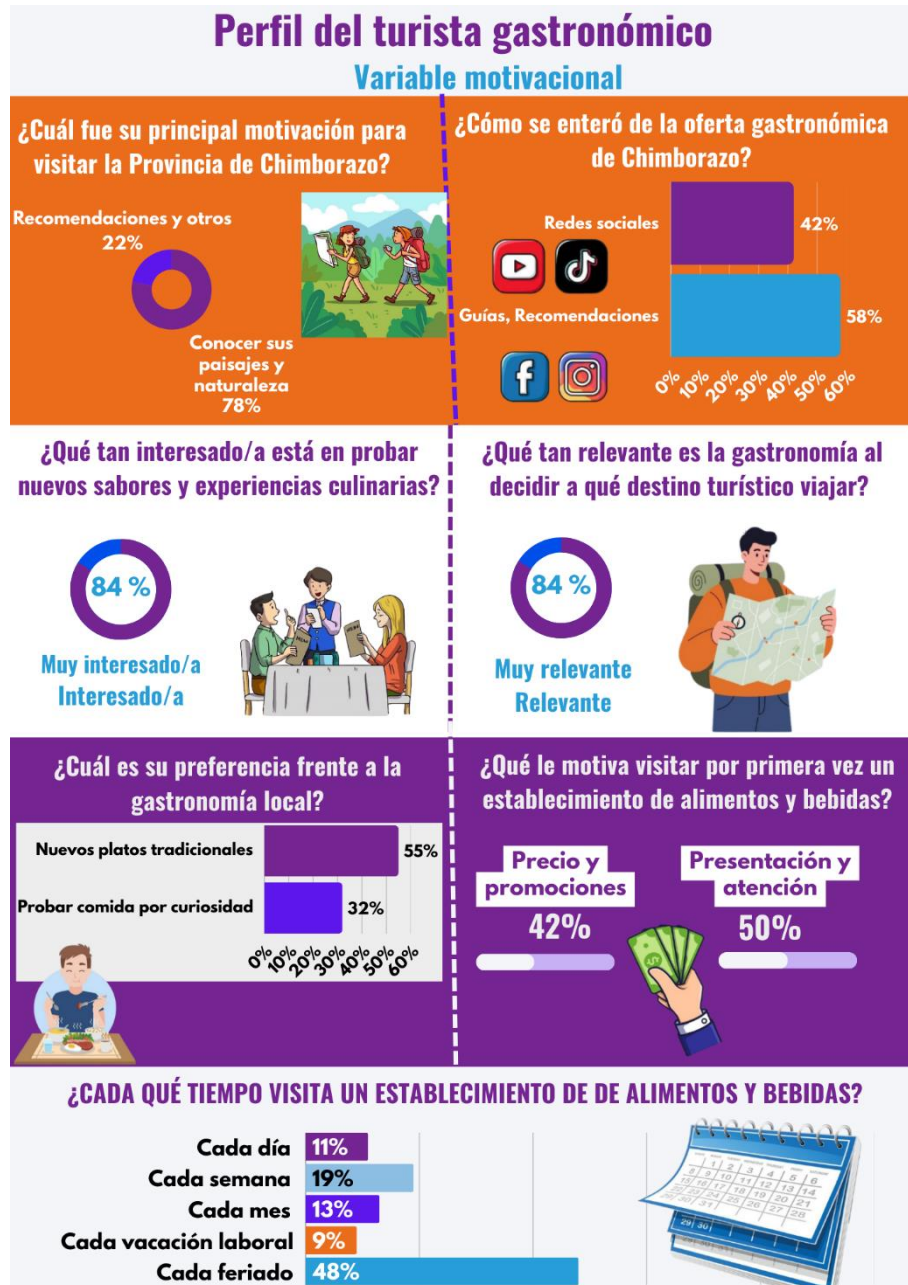 Perfil del turista gastronómico
Variable motivacional
¿Cuál fue su principal motivación para
visitar la Provincia de Chimborazo?
Recomendaciones y otros
22%
Conocer sus
paisajes y
naturaleza
78%
¿Cómo se enteró de la oferta gastronómica
de Chimborazo?
Redes sociales
42%
Guías, Recomendaciones
58%
0%
10%
20%
30%
40%
50%
60%
¿Qué tan interesado/a está en probar
nuevos sabores y experiencias culinarias?
84 %
Muy interesado/a
Interesado/a
¿Qué tan relevante es la gastronomía al
decidir a qué destino turístico viajar?
84 %
Muy relevante
Relevante
¿Cuál es su preferencia frente a la
gastronomía local?
Nuevos platos tradicionales
55%
Probar comida por curiosidad
32%
0%
10%
20%
30%
40%
50%
60%
¿Qué le motiva visitar por primera vez un
establecimiento de alimentos y bebidas?
Precio y
promociones
42%
Presentación y
atención
50%
¿CADA QUÉ TIEMPO VISITA UN ESTABLECIMIENTO DE DE ALIMENTOS Y BEBIDAS?
Cada día 11%
Cada semana 19%
Cada mes 13%
Cada vacación laboral 9%
Cada feriado 48%